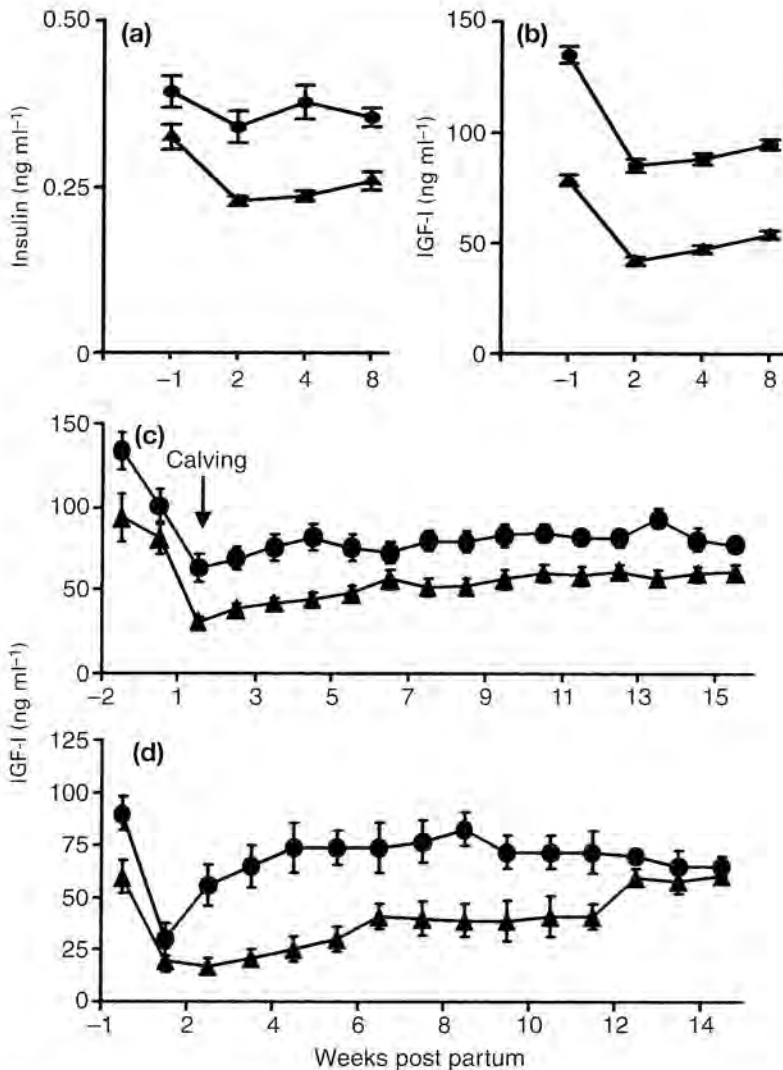 (a)
Insulin (ng ml⁻¹)
0.50
0.25
0
−1 2 4 8
(b)
IGF-I (ng ml⁻¹)
150
100
50
0
−1 2 4 8
(c)
Calving
IGF-I (ng ml⁻¹)
150
100
50
0
−2 1 3 5 7 9 11 13 15
(d)
125
100
75
50
25
0
−1 2 4 6 8 10 12 14
Weeks post partum